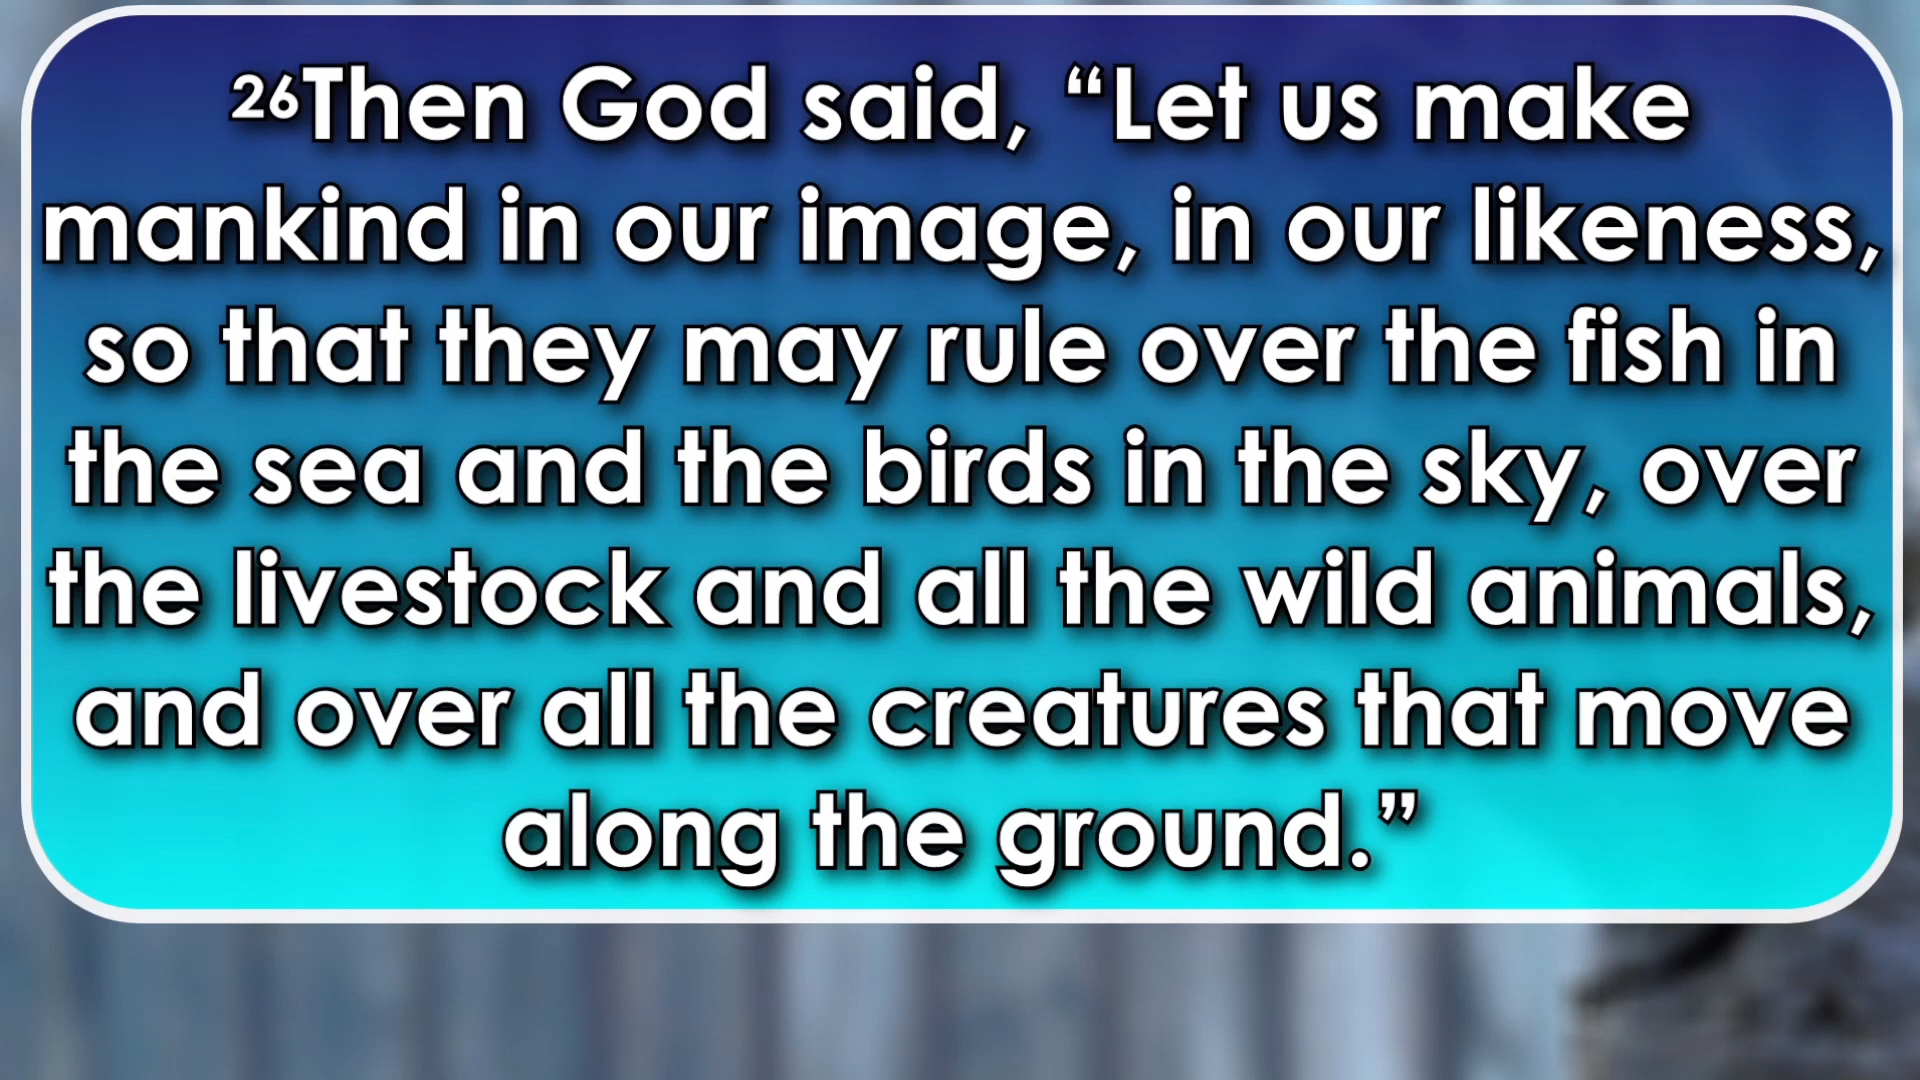 ²⁶Then God said, “Let us make
mankind in our image, in our likeness,
so that they may rule over the fish in
the sea and the birds in the sky, over
the livestock and all the wild animals,
and over all the creatures that move
along the ground.”